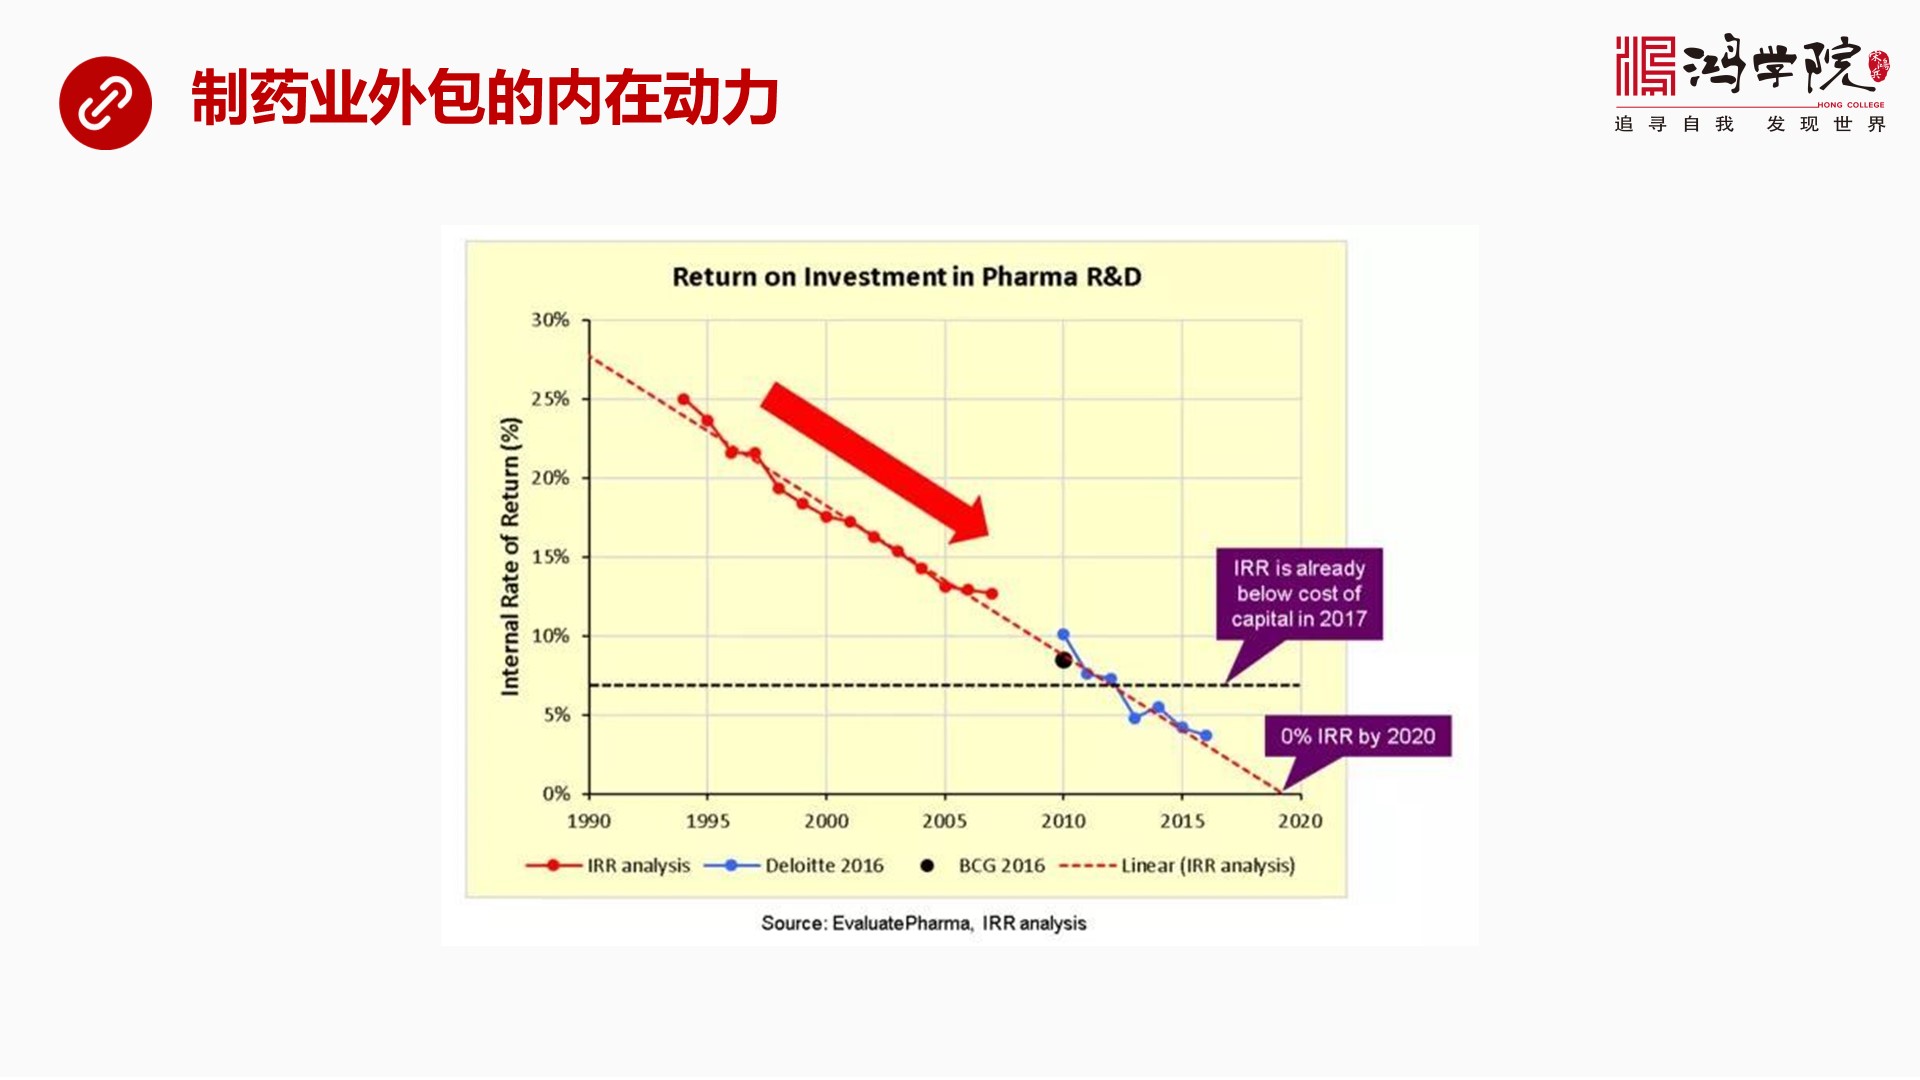 制药业外包的内在动力
鸿学院
宋鸿兵
HONG COLLEGE
追寻自我 发现世界
Return on Investment in Pharma R&D
Internal Rate of Return (%)
30%
25%
20%
15%
10%
5%
0%
1990 1995 2000 2005 2010 2015 2020
IRR is already
below cost of
capital in 2017
0% IRR by 2020
IRR analysis Deloitte 2016 BCG 2016 Linear (IRR analysis)
Source: EvaluatePharma, IRR analysis